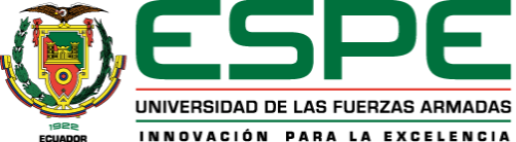 ESPE
UNIVERSIDAD DE LAS FUERZAS ARMADAS
INNOVACIÓN PARA LA EXCELENCIA
1922
ECUADOR